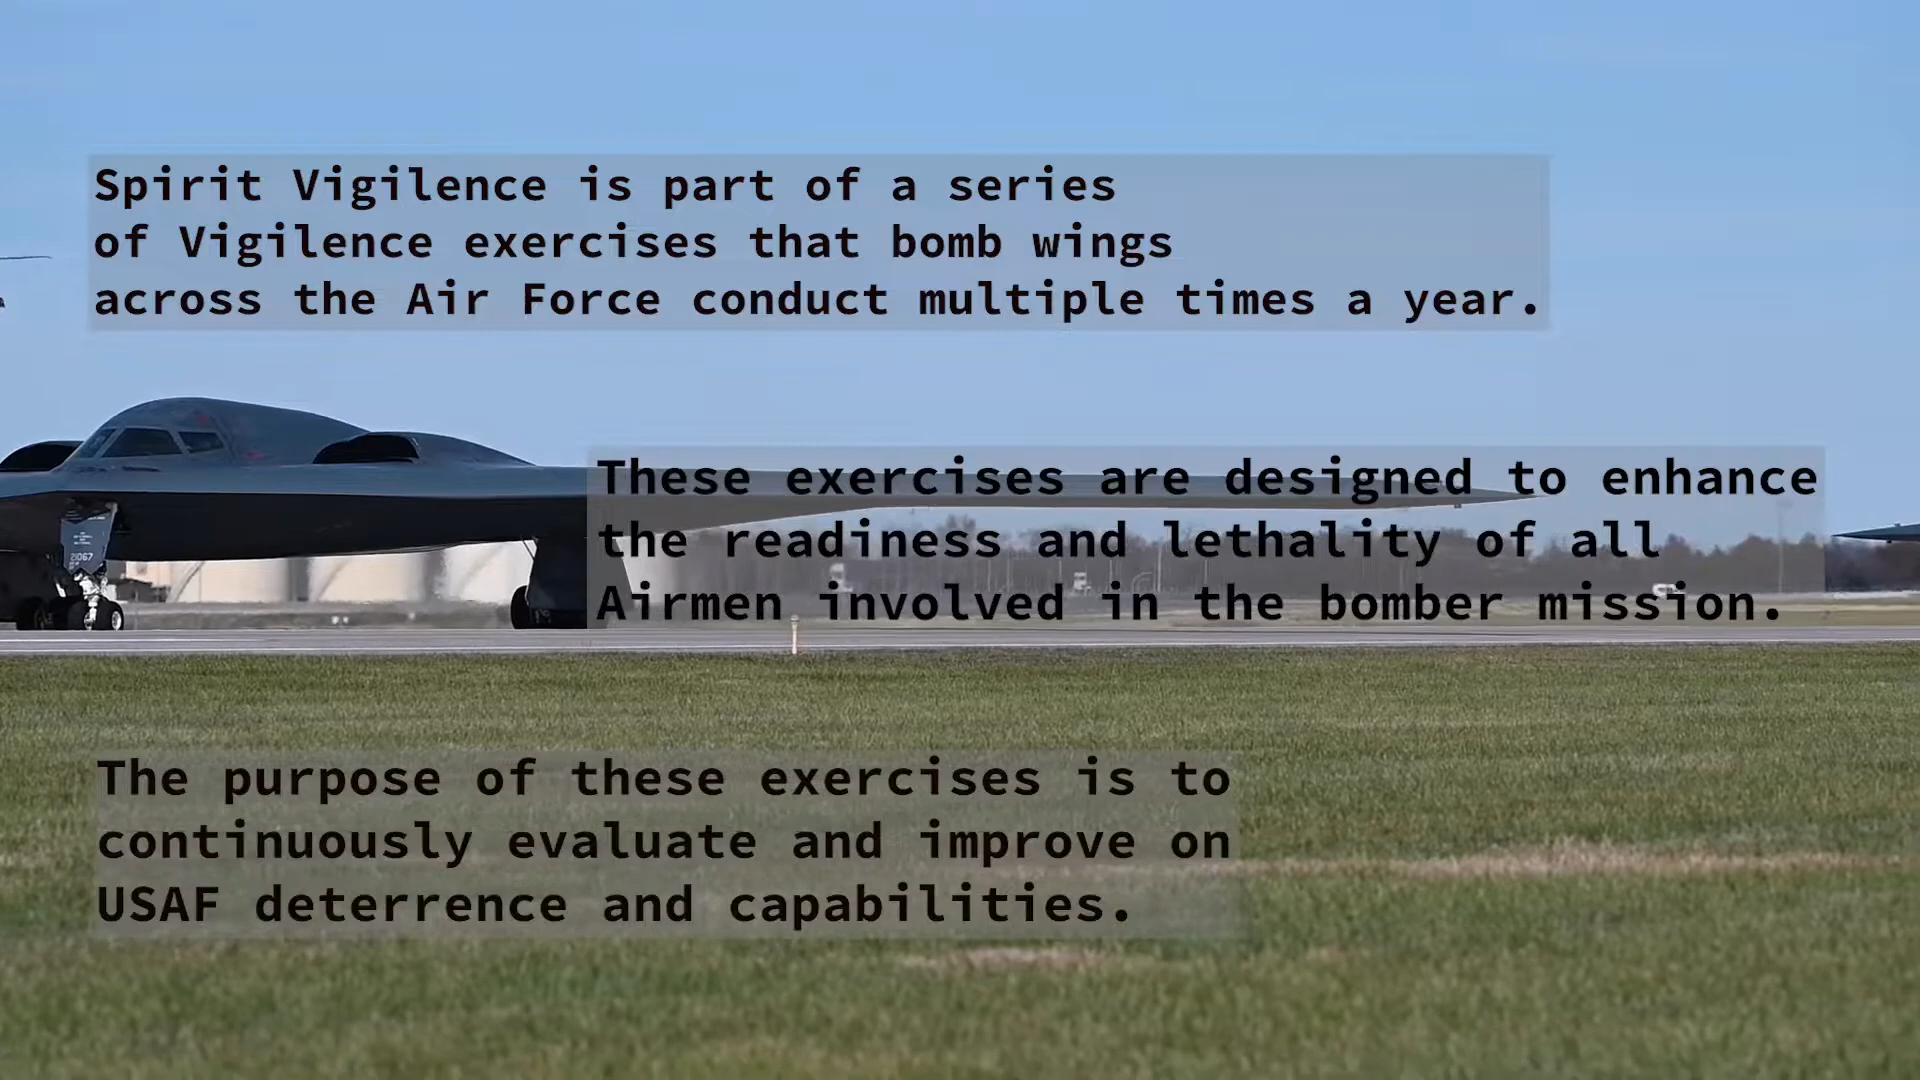 Spirit Vigilence is part of a series
of Vigilence exercises that bomb wings
across the Air Force conduct multiple times a year.
These exercises are designed to enhance
the readiness and lethality of all
Airmen involved in the bomber mission.
The purpose of these exercises is to
continuously evaluate and improve on
USAF deterrence and capabilities.